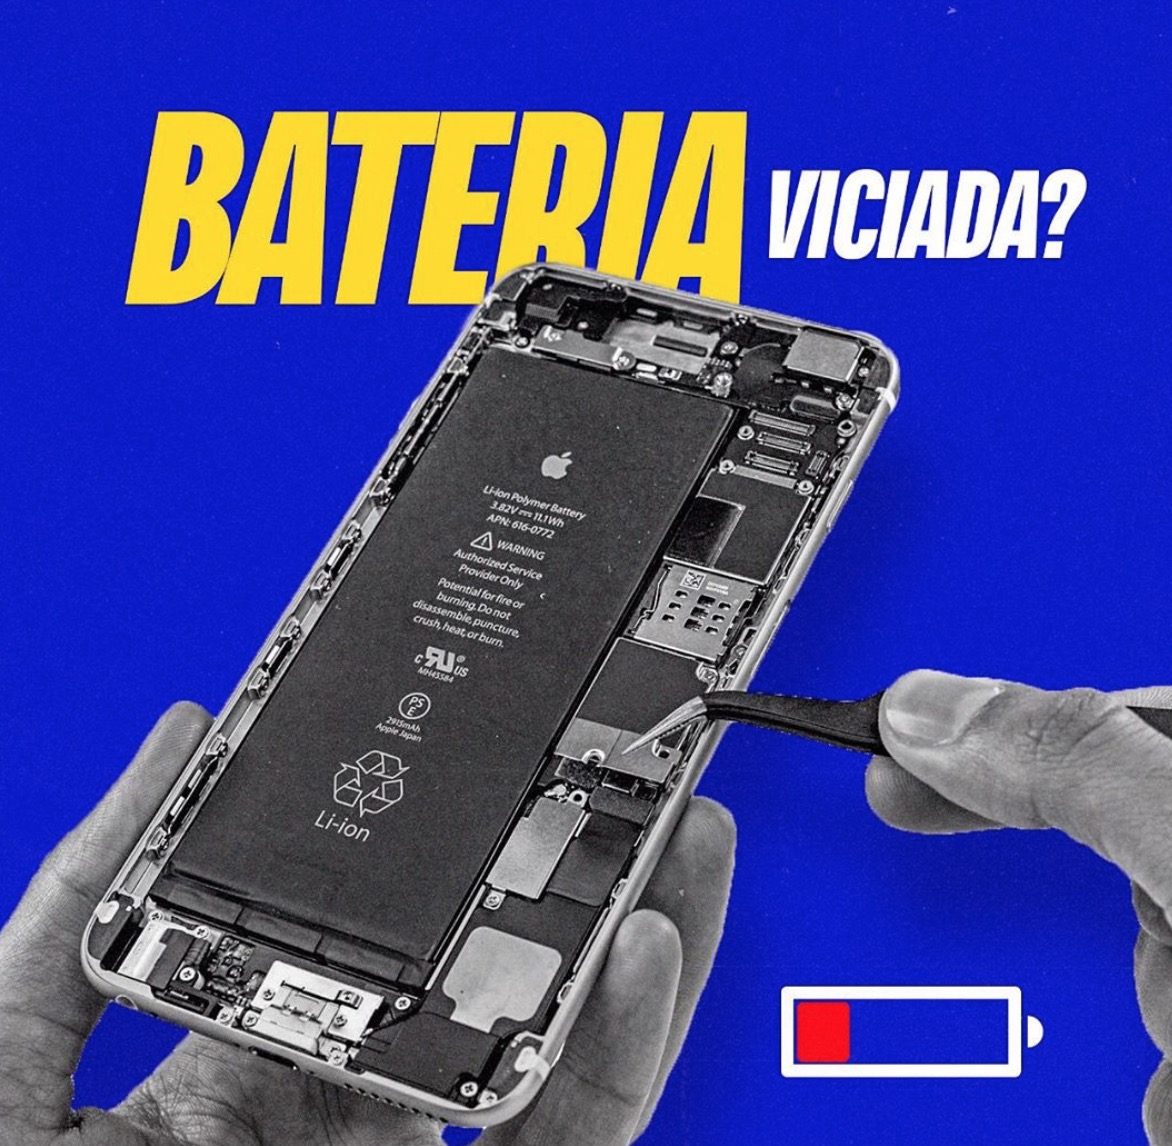 BATERIA
VICIADA?
Li-ion Polymer Battery
3.82V ⎓ 11.1Wh
APN: 616-0772
WARNING
Authorized Service
Provider Only
Potential for fire or
burning. Do not
disassemble, puncture,
crush, heat, or burn.
c RU® US
MH45584
PS
E
2915mAh
Apple Japan
Li-ion